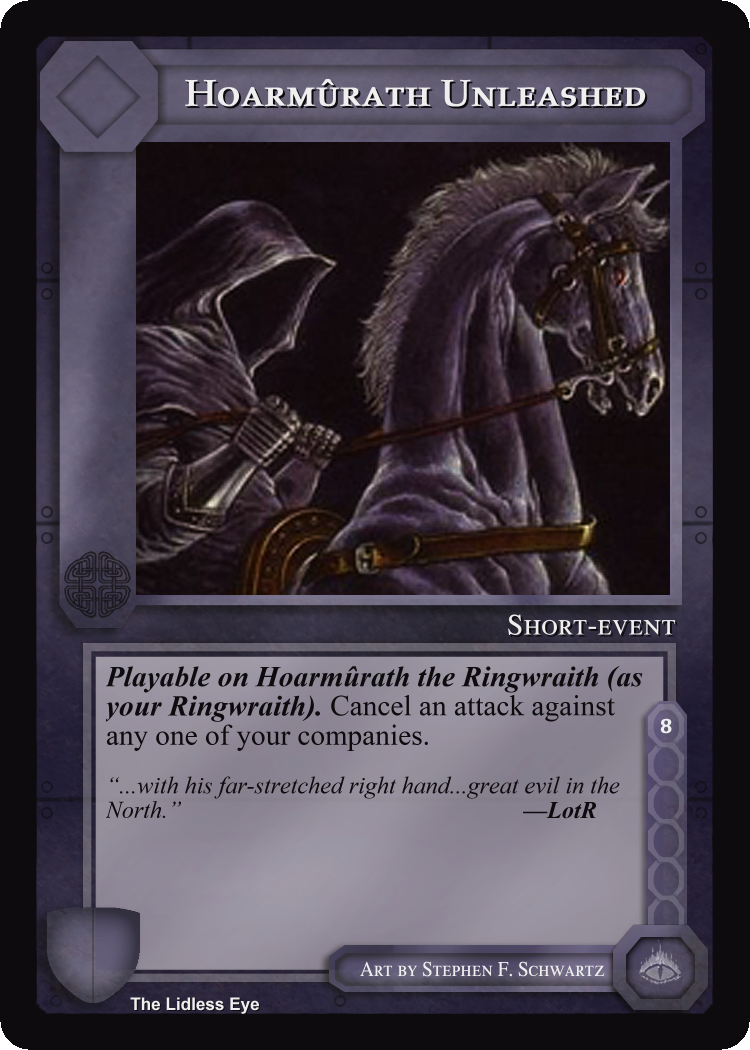 Hoarmûrath Unleashed
Short-event
Playable on Hoarmûrath the Ringwraith (as
your Ringwraith). Cancel an attack against
any one of your companies.
8
“...with his far-stretched right hand...great evil in the
North.” —LotR
Art by Stephen F. Schwartz
The Lidless Eye